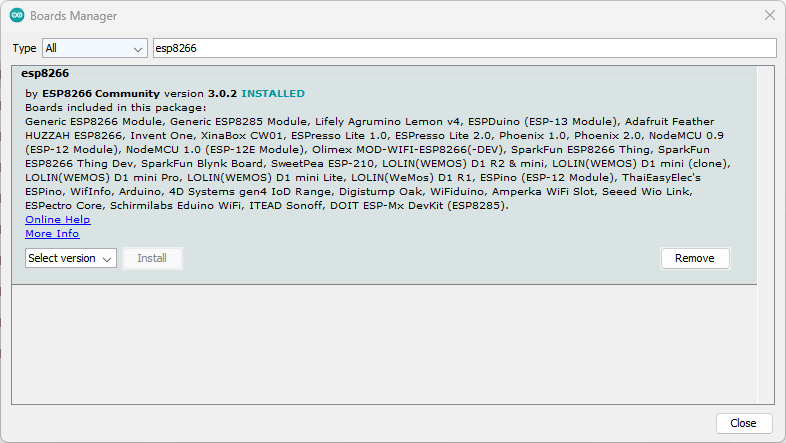 Boards Manager
Type All esp8266
esp8266
by ESP8266 Community version 3.0.2 INSTALLED
Boards included in this package:
Generic ESP8266 Module, Generic ESP8285 Module, Lifely Agrumino Lemon v4, ESPDuino (ESP-13 Module), Adafruit Feather
HUZZAH ESP8266, Invent One, XinaBox CW01, ESPresso Lite 1.0, ESPresso Lite 2.0, Phoenix 1.0, Phoenix 2.0, NodeMCU 0.9
(ESP-12 Module), NodeMCU 1.0 (ESP-12E Module), Olimex MOD-WIFI-ESP8266(-DEV), SparkFun ESP8266 Thing, SparkFun
ESP8266 Thing Dev, SparkFun Blynk Board, SweetPea ESP-210, LOLIN(WEMOS) D1 R2 & mini, LOLIN(WEMOS) D1 mini (clone),
LOLIN(WEMOS) D1 mini Pro, LOLIN(WEMOS) D1 mini Lite, LOLIN(WeMos) D1 R1, ESPino (ESP-12 Module), ThaiEasyElec's
ESPino, WifInfo, Arduino, 4D Systems gen4 IoD Range, Digistump Oak, WiFiduino, Amperka WiFi Slot, Seeed Wio Link,
ESPectro Core, Schirmilabs Eduino WiFi, ITEAD Sonoff, DOIT ESP-Mx DevKit (ESP8285).
Online Help
More Info
Select version Install Remove
Close